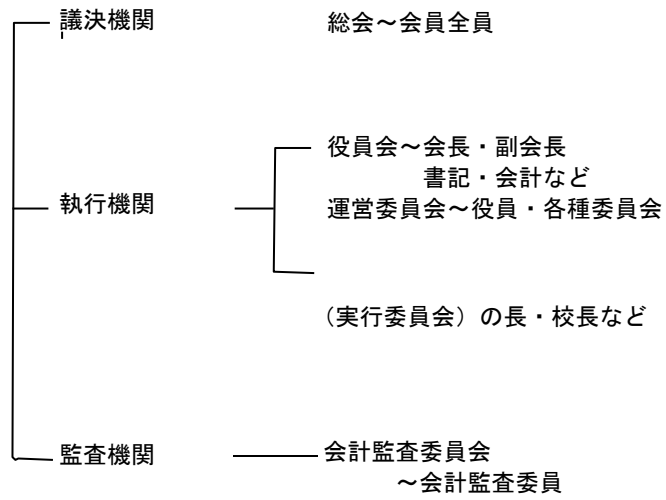 議決機関 総会～会員全員
役員会～会長・副会長
書記・会計など
執行機関 運営委員会～役員・各種委員会
（実行委員会）の長・校長など
監査機関 会計監査委員会
～会計監査委員